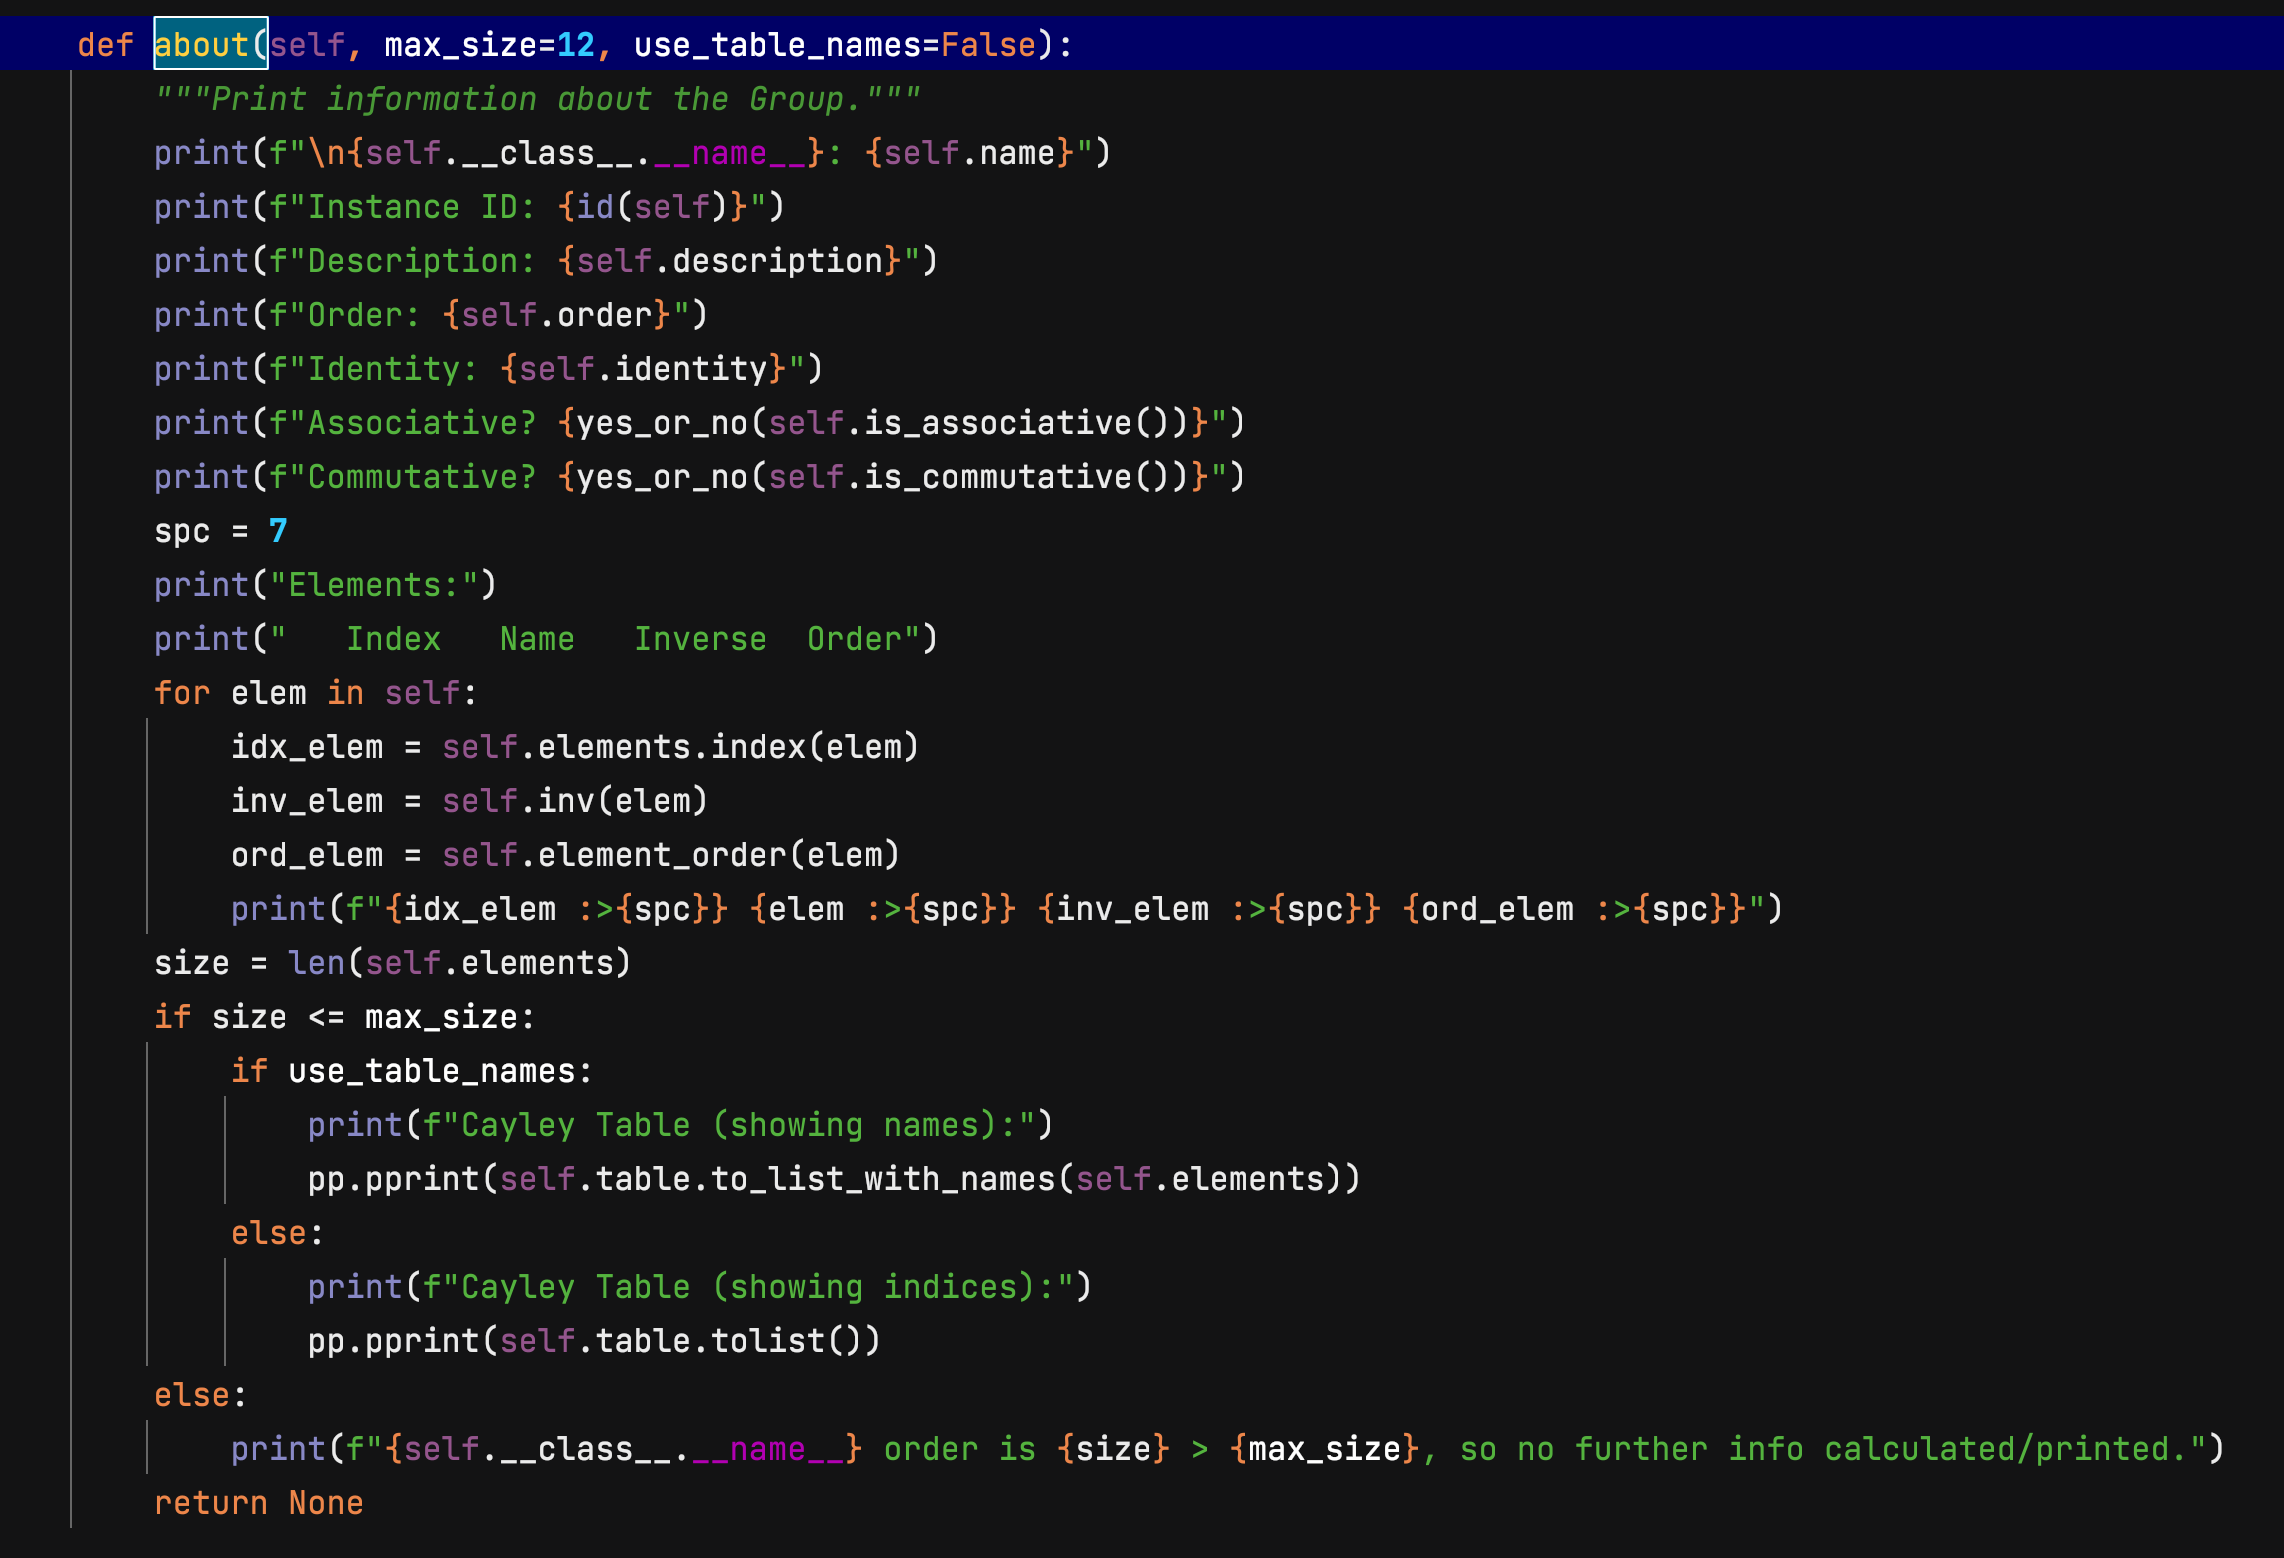 def about(self, max_size=12, use_table_names=False):
    """Print information about the Group."""
    print(f"\n{self.__class__.__name__}: {self.name}")
    print(f"Instance ID: {id(self)}")
    print(f"Description: {self.description}")
    print(f"Order: {self.order}")
    print(f"Identity: {self.identity}")
    print(f"Associative? {yes_or_no(self.is_associative())}")
    print(f"Commutative? {yes_or_no(self.is_commutative())}")
    spc = 7
    print("Elements:")
    print("   Index   Name   Inverse  Order")
    for elem in self:
        idx_elem = self.elements.index(elem)
        inv_elem = self.inv(elem)
        ord_elem = self.element_order(elem)
        print(f"{idx_elem :>{spc}} {elem :>{spc}} {inv_elem :>{spc}} {ord_elem :>{spc}}")
    size = len(self.elements)
    if size <= max_size:
        if use_table_names:
            print(f"Cayley Table (showing names):")
            pp.pprint(self.table.to_list_with_names(self.elements))
        else:
            print(f"Cayley Table (showing indices):")
            pp.pprint(self.table.tolist())
    else:
        print(f"{self.__class__.__name__} order is {size} > {max_size}, so no further info calculated/printed.")
    return None